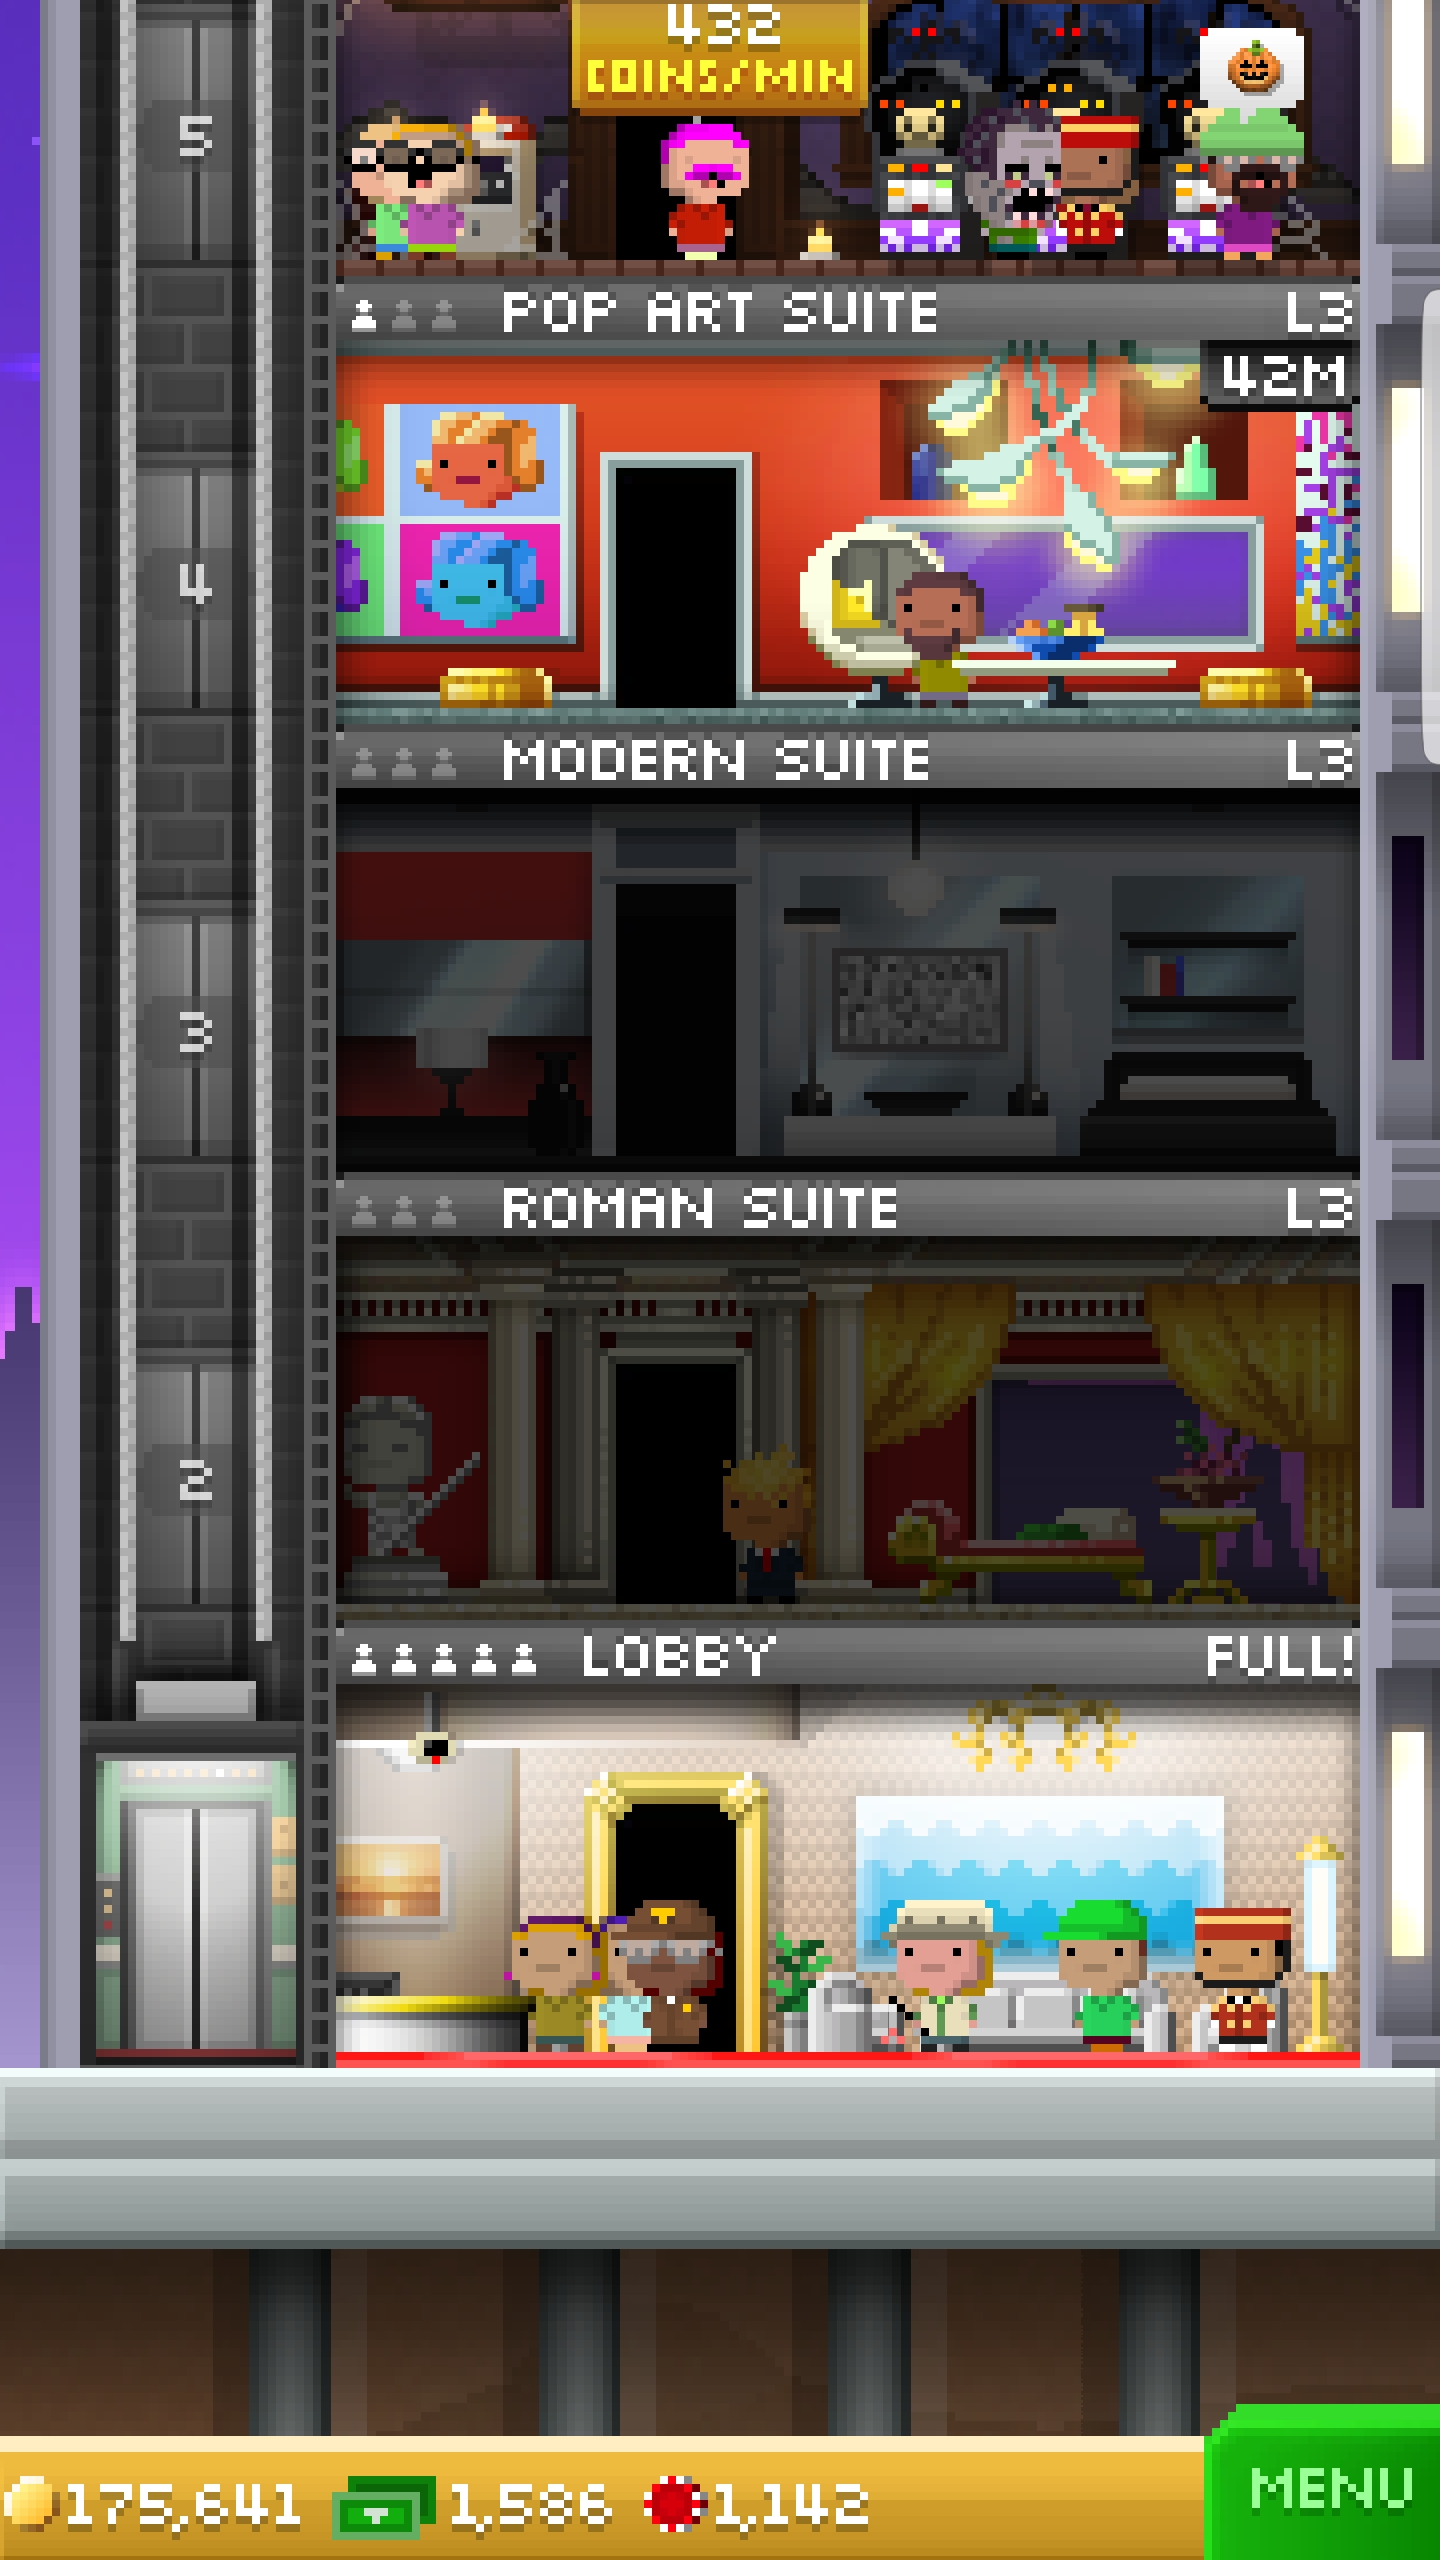 432
COINS/MIN
5
POP ART SUITE L3
42M
4
MODERN SUITE L3
3
ROMAN SUITE L3
2
LOBBY FULL!
175,641 1,586 1,142
MENU